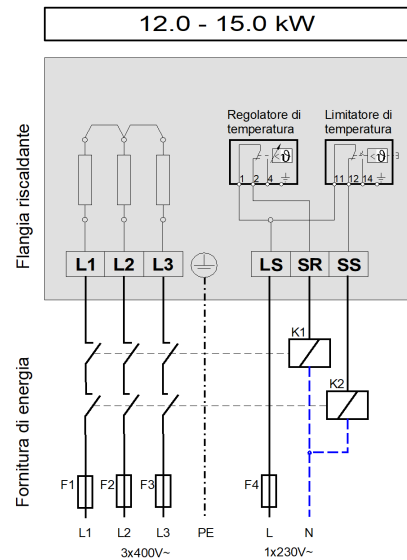 12.0 - 15.0 kW
Flangia riscaldante
Regolatore di
temperatura
Limitatore di
temperatura
ϑ
ϑ
1 2 4
11 12 14
L1 L2 L3 LS SR SS
Fornitura di energia
K1
K2
F1 F2 F3 F4
L1 L2 L3 PE L N
3x400V~ 1x230V~